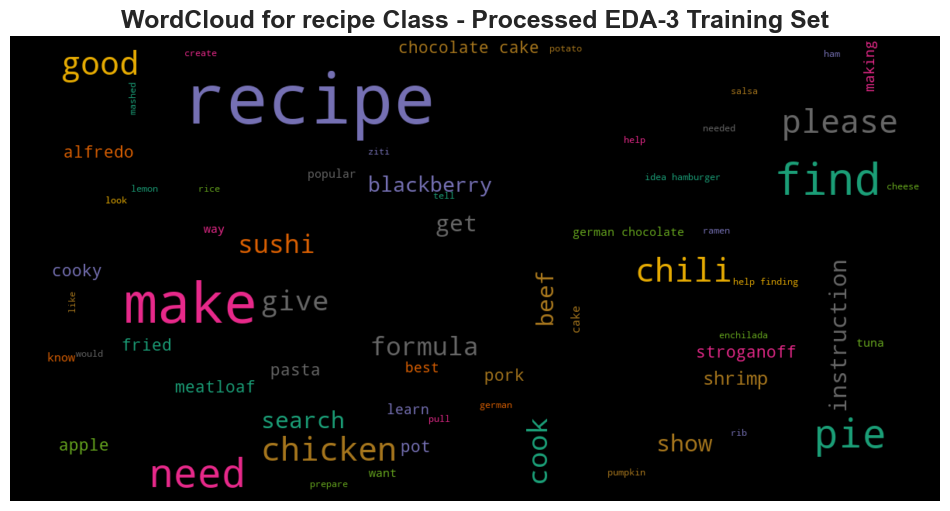 WordCloud for recipe Class - Processed EDA-3 Training Set
chocolate cake
potato
create
good
ham
making
recipe
mashed
salsa
please
needed
help
alfredo
ziti
popular
blackberry
find
idea hamburger
cheese
lemon
rice
tell
look
get
way
sushi
german chocolate
ramen
cooky
chili
help finding
like
make
give
beef
cake
instruction
enchilada
fried
formula
know
would
stroganoff
tuna
pasta
best
pork
shrimp
meatloaf
learn
german
pull
search
apple
chicken
pot
cook
show
rib
pie
need
want
prepare
pumpkin